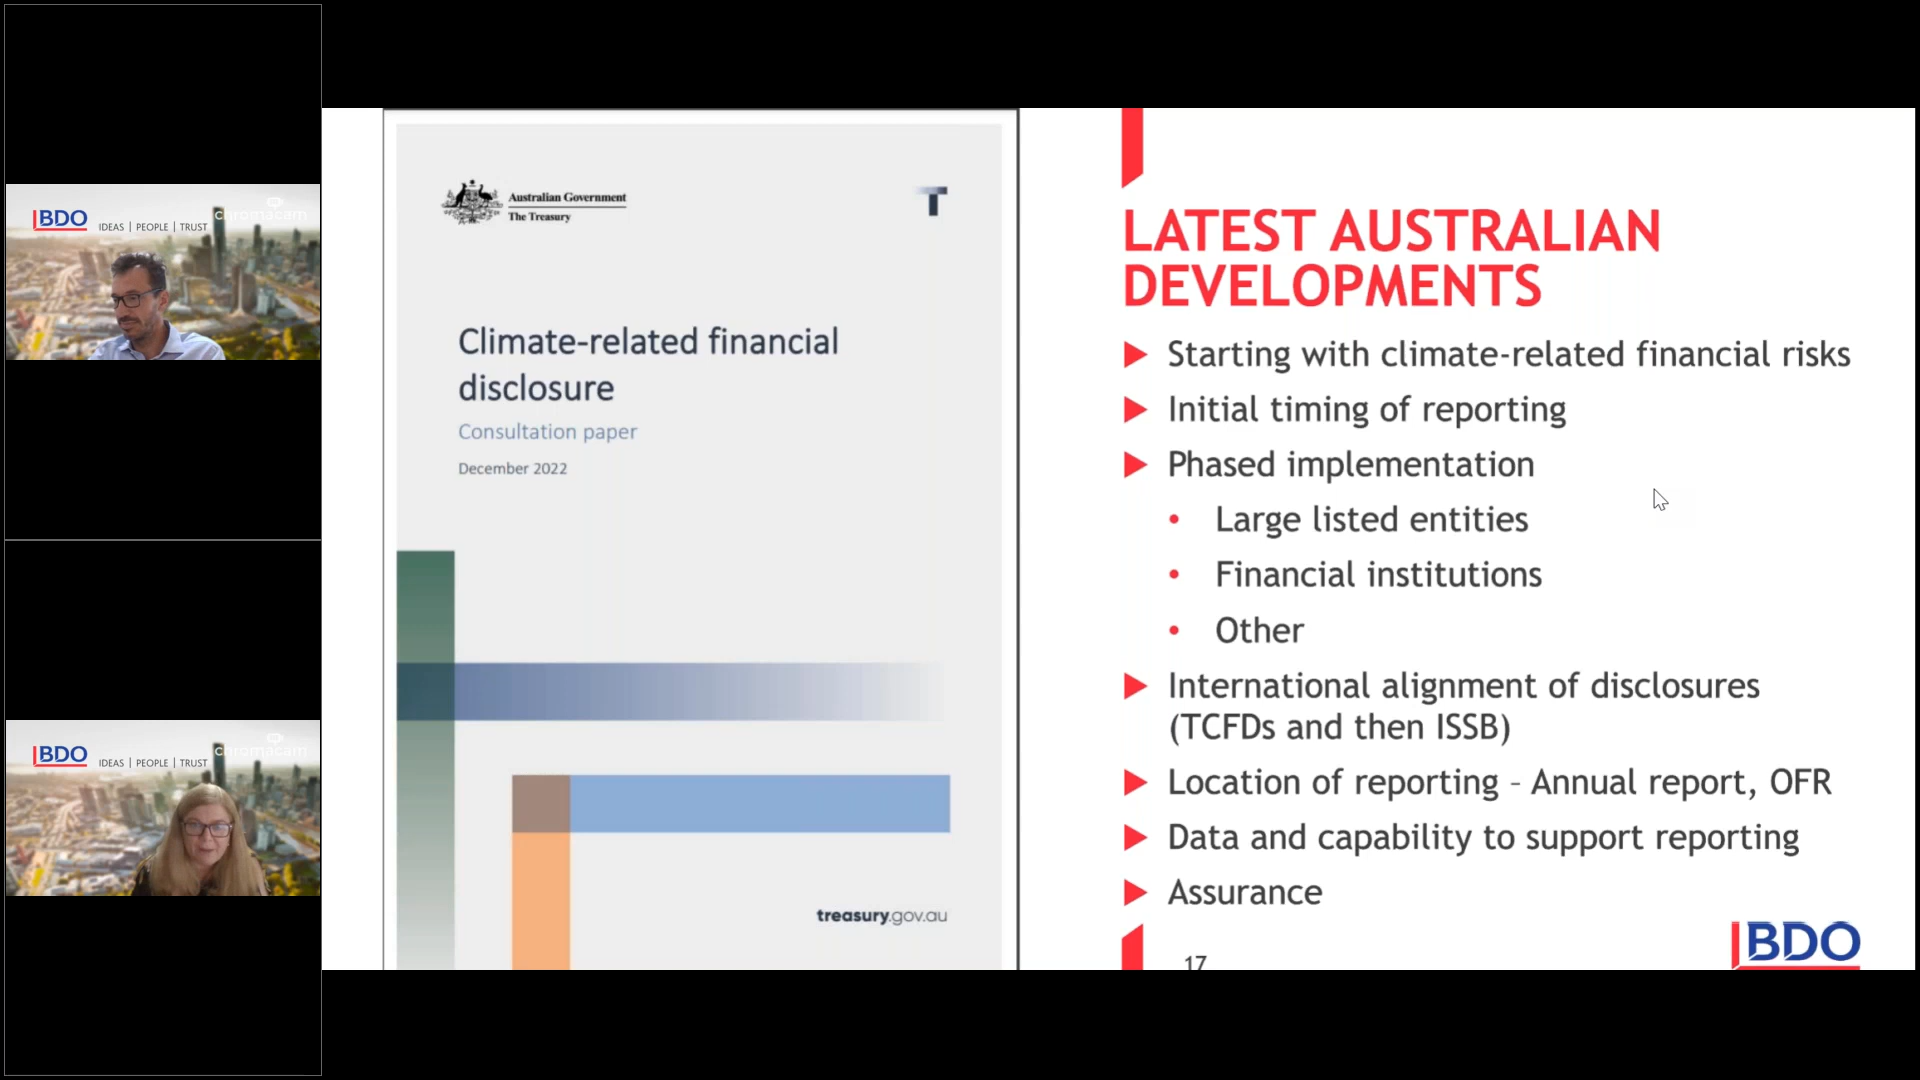 BDO
IDEAS | PEOPLE | TRUST
chromacam
BDO
IDEAS | PEOPLE | TRUST
chromacam
Australian Government
The Treasury
T
Climate-related financial
disclosure
Consultation paper
December 2022
treasury.gov.au
LATEST AUSTRALIAN
DEVELOPMENTS
▶ Starting with climate-related financial risks
▶ Initial timing of reporting
▶ Phased implementation
• Large listed entities
• Financial institutions
• Other
▶ International alignment of disclosures
(TCFDs and then ISSB)
▶ Location of reporting – Annual report, OFR
▶ Data and capability to support reporting
▶ Assurance
17
BDO